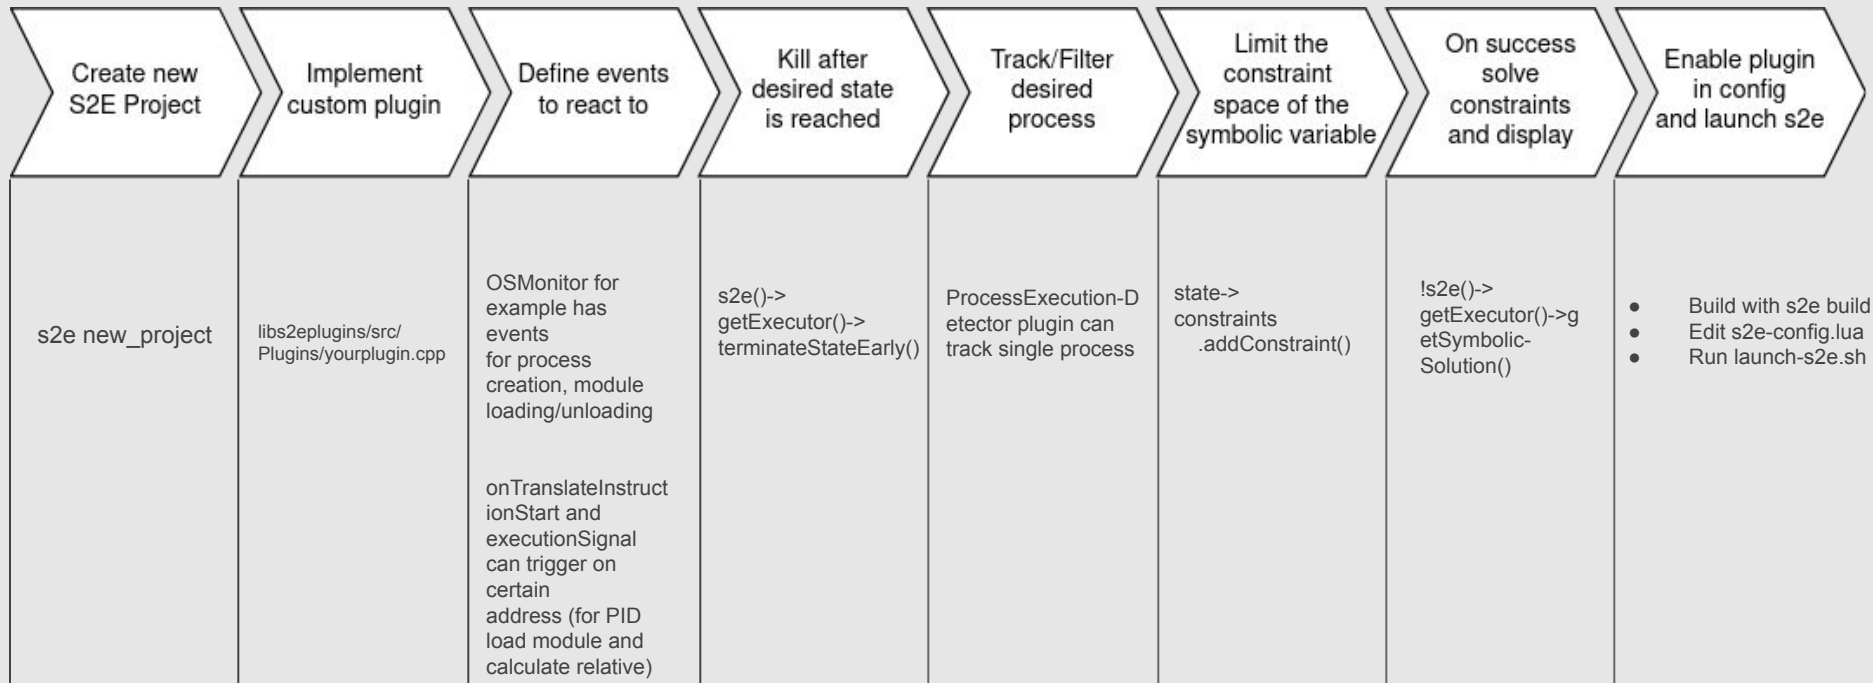 Create new
S2E Project
Implement
custom plugin
Define events
to react to
Kill after
desired state
is reached
Track/Filter
desired
process
Limit the
constraint
space of the
symbolic variable
On success
solve
constraints
and display
Enable plugin
in config
and launch s2e
s2e new_project
libs2eplugins/src/
Plugins/yourplugin.cpp
OSMonitor for
example has
events
for process
creation, module
loading/unloading
onTranslateInstruct
ionStart and
executionSignal
can trigger on
certain
address (for PID
load module and
calculate relative)
s2e()->
getExecutor()->
terminateStateEarly()
ProcessExecution-D
etector plugin can
track single process
state->
constraints
.addConstraint()
!s2e()->
getExecutor()->g
etSymbolic-
Solution()
● Build with s2e build
● Edit s2e-config.lua
● Run launch-s2e.sh